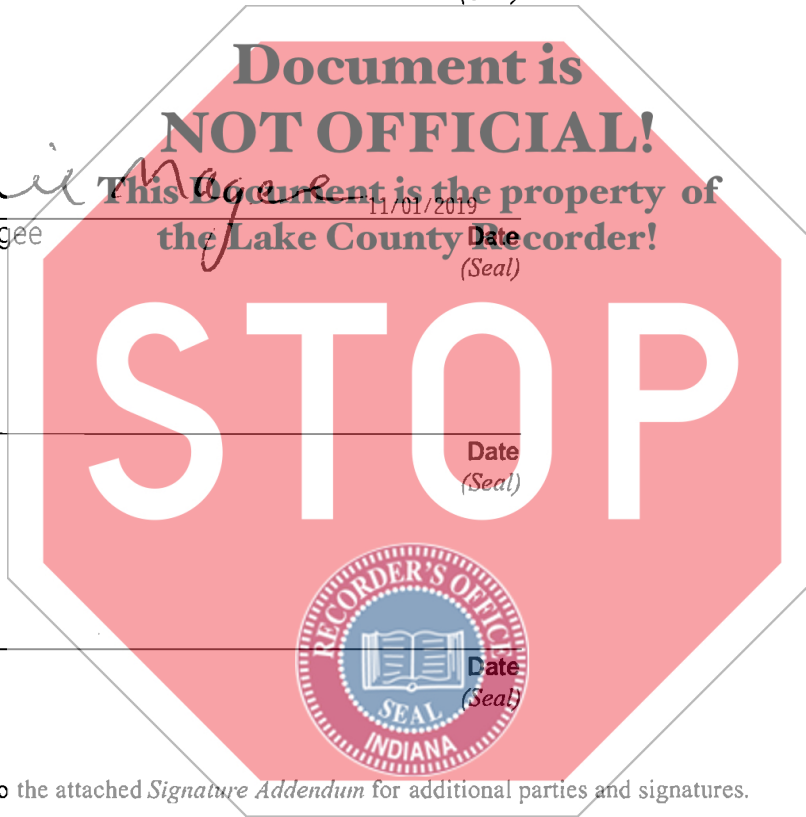 Document is
NOT OFFICIAL!
This Document is the property of
the Lake County Recorder!
Magee 11/01/2019
gee Date
(Seal)
STOP
Date
(Seal)
RECORDER'S OFFICE
SEAL
INDIANA
Date
(Seal)
o the attached Signature Addendum for additional parties and signatures.